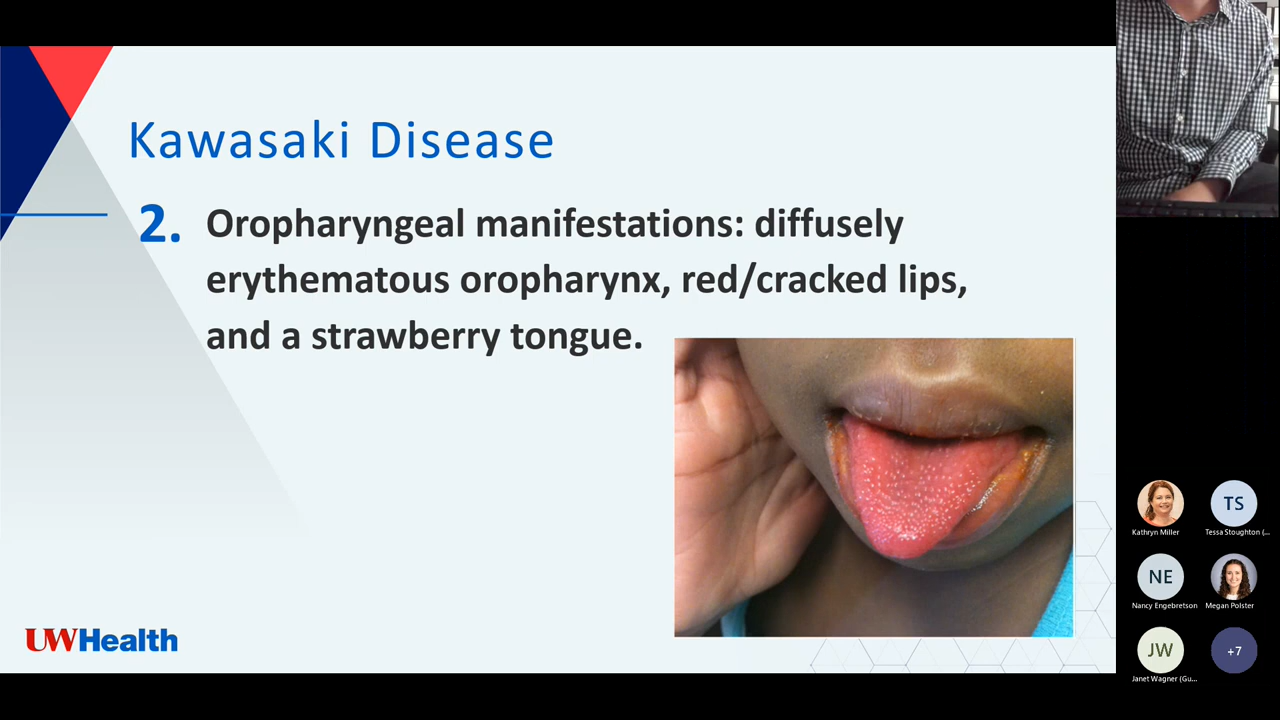 Kawasaki Disease
2. Oropharyngeal manifestations: diffusely
erythematous oropharynx, red/cracked lips,
and a strawberry tongue.
UWHealth
Kathryn Miller
TS
Tessa Stoughton (...
NE
Nancy Engebretson
Megan Polster
JW
Janet Wagner (Gu...
+7